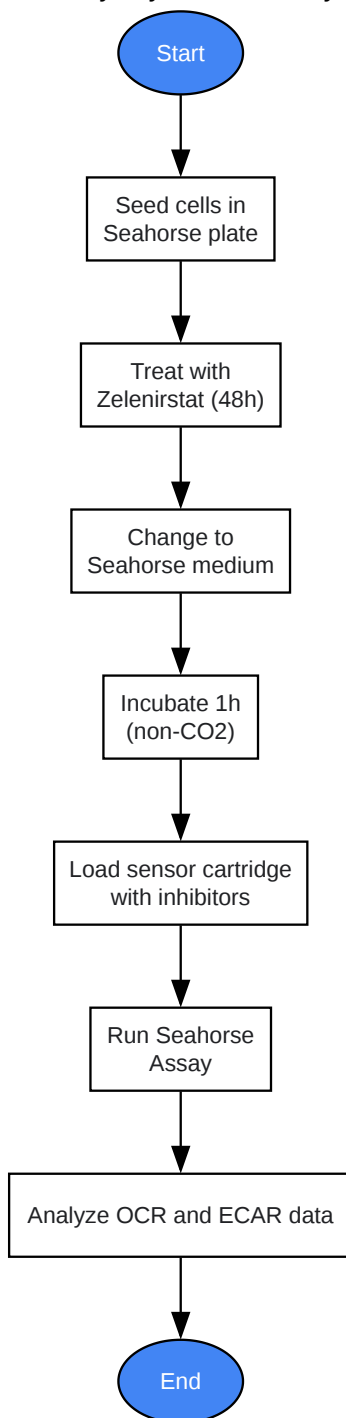 Start
Seed cells in
Seahorse plate
Treat with
Zelenirstat (48h)
Change to
Seahorse medium
Incubate 1h
(non-CO2)
Load sensor cartridge
with inhibitors
Run Seahorse
Assay
Analyze OCR and ECAR data
End